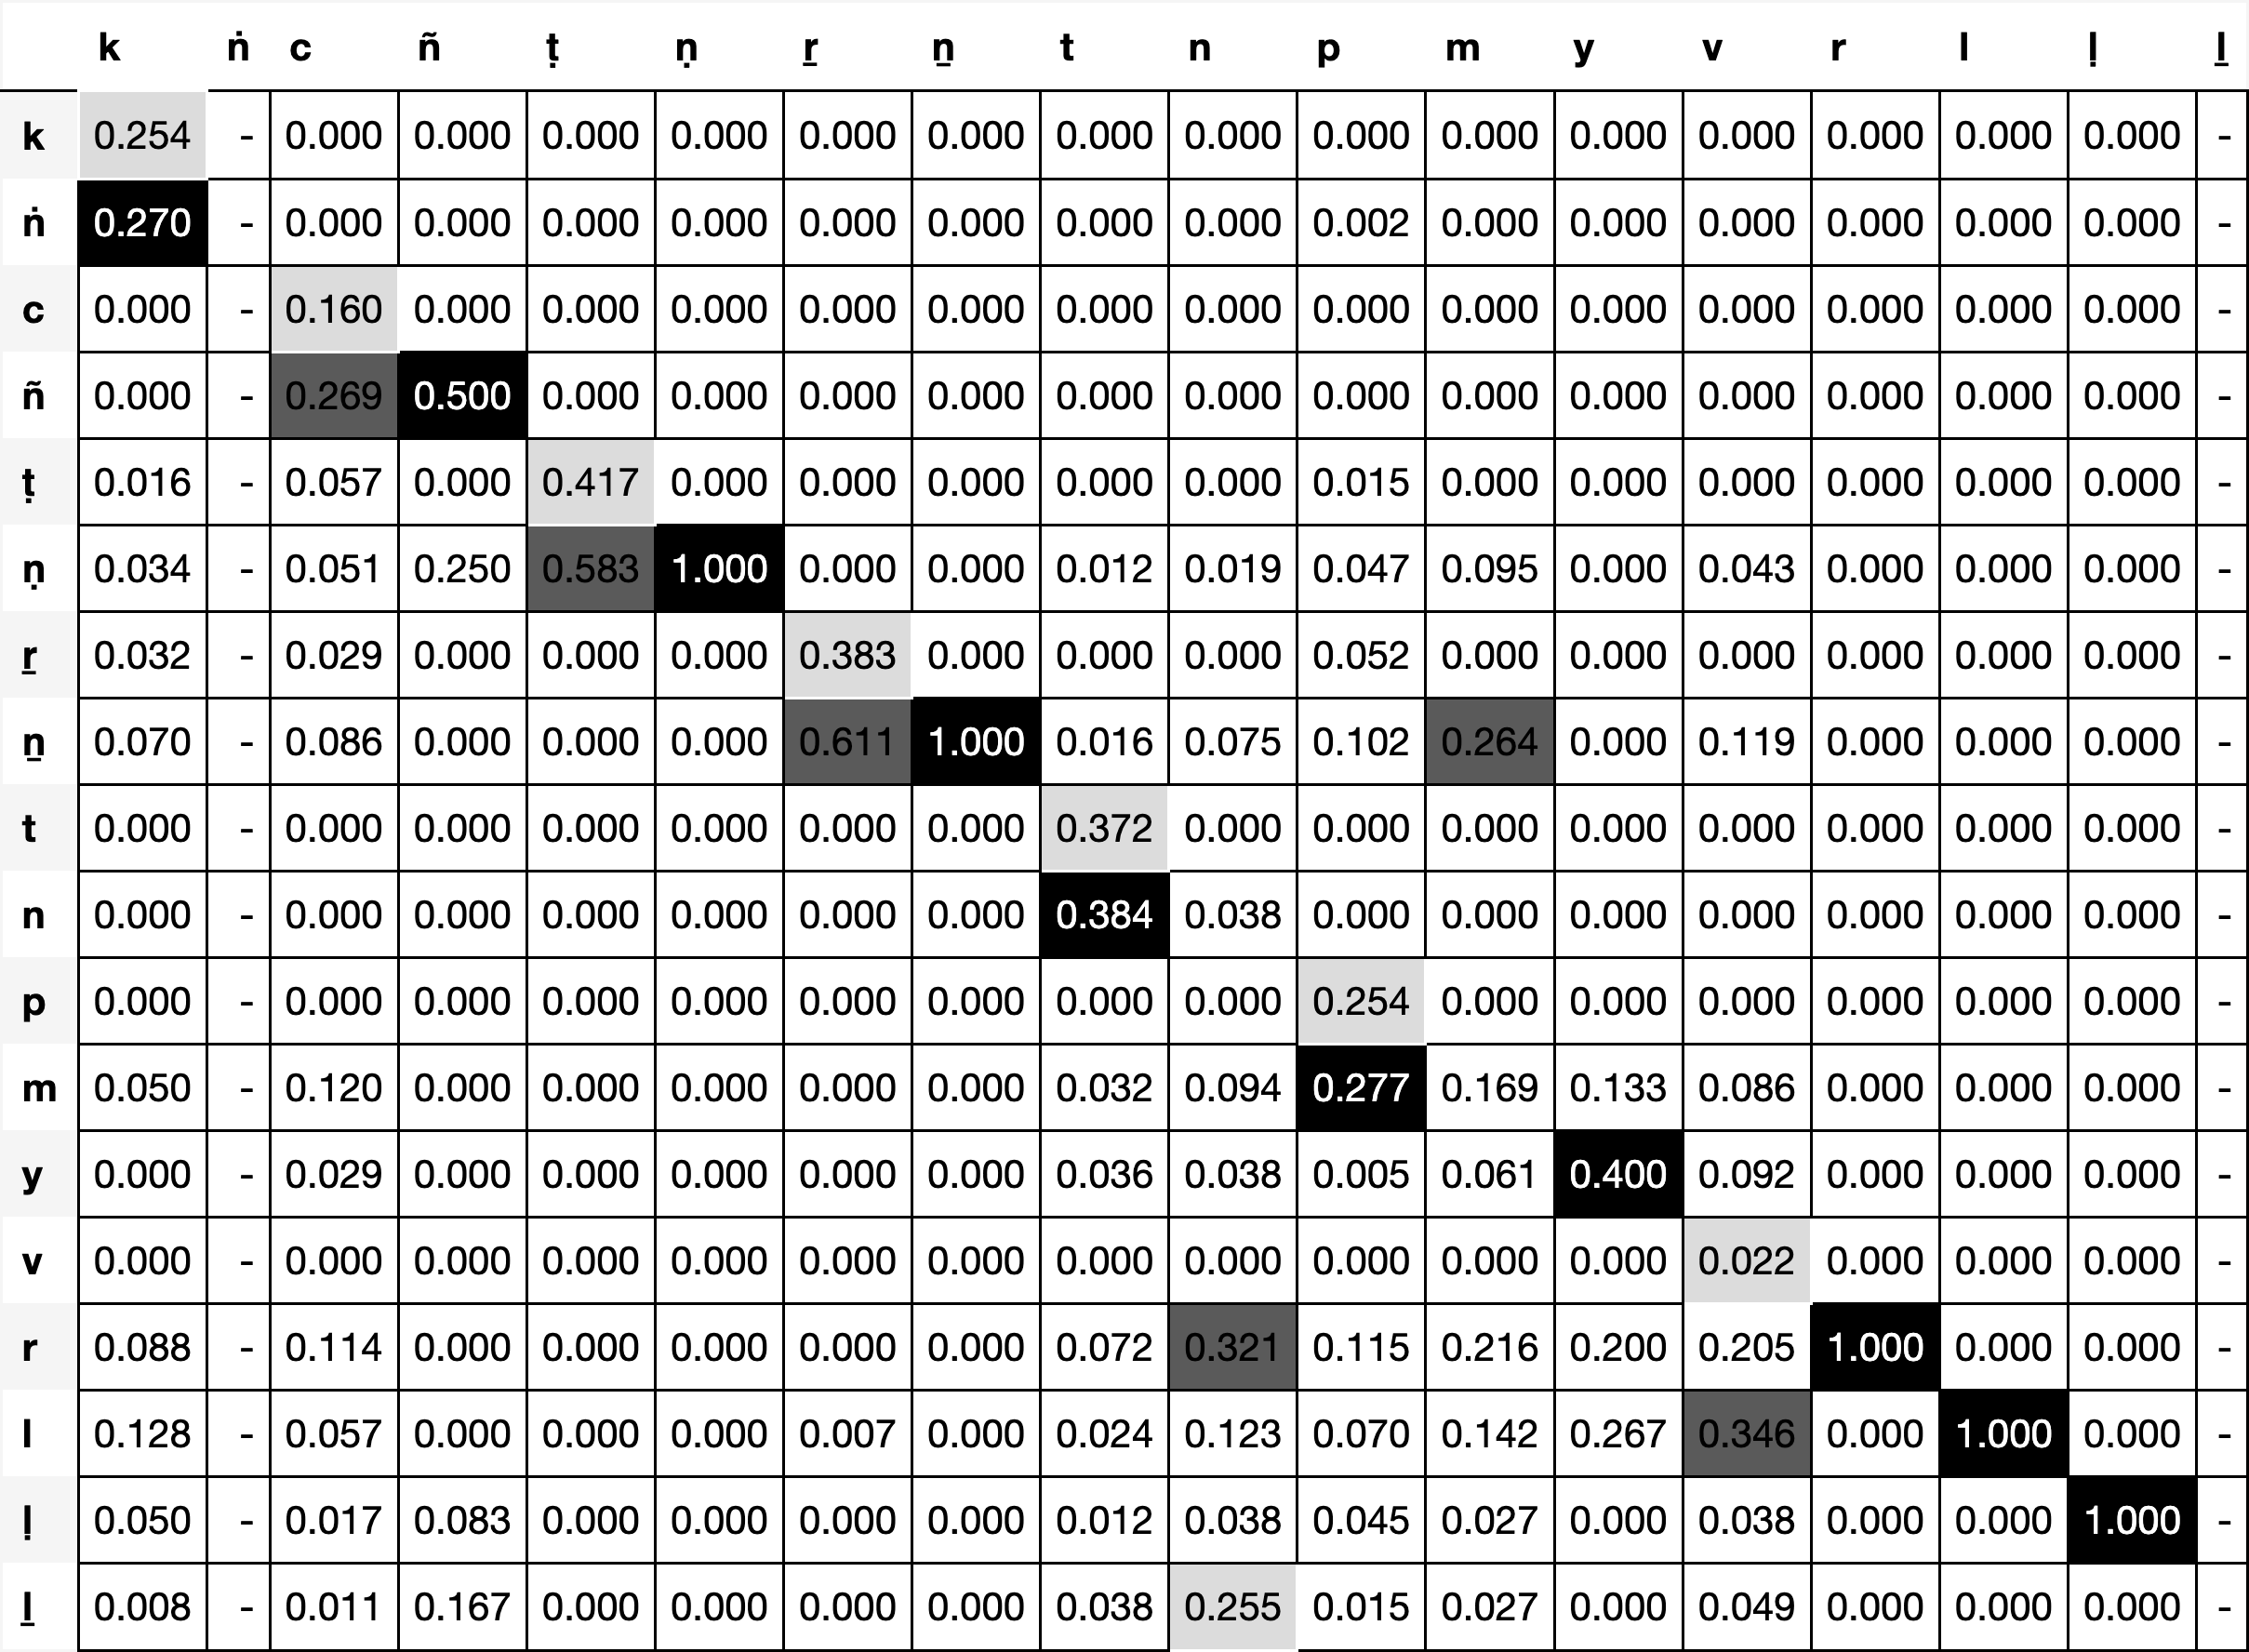 k ṅ c ñ ṭ ṇ ṟ ṉ t n p m y v r l ḷ ḻ
k 0.254 - 0.000 0.000 0.000 0.000 0.000 0.000 0.000 0.000 0.000 0.000 0.000 0.000 0.000 0.000 0.000 -
ṅ 0.270 - 0.000 0.000 0.000 0.000 0.000 0.000 0.000 0.000 0.002 0.000 0.000 0.000 0.000 0.000 0.000 -
c 0.000 - 0.160 0.000 0.000 0.000 0.000 0.000 0.000 0.000 0.000 0.000 0.000 0.000 0.000 0.000 0.000 -
ñ 0.000 - 0.269 0.500 0.000 0.000 0.000 0.000 0.000 0.000 0.000 0.000 0.000 0.000 0.000 0.000 0.000 -
ṭ 0.016 - 0.057 0.000 0.417 0.000 0.000 0.000 0.000 0.000 0.015 0.000 0.000 0.000 0.000 0.000 0.000 -
ṇ 0.034 - 0.051 0.250 0.583 1.000 0.000 0.000 0.012 0.019 0.047 0.095 0.000 0.043 0.000 0.000 0.000 -
ṟ 0.032 - 0.029 0.000 0.000 0.000 0.383 0.000 0.000 0.000 0.052 0.000 0.000 0.000 0.000 0.000 0.000 -
ṉ 0.070 - 0.086 0.000 0.000 0.000 0.611 1.000 0.016 0.075 0.102 0.264 0.000 0.119 0.000 0.000 0.000 -
t 0.000 - 0.000 0.000 0.000 0.000 0.000 0.000 0.372 0.000 0.000 0.000 0.000 0.000 0.000 0.000 0.000 -
n 0.000 - 0.000 0.000 0.000 0.000 0.000 0.000 0.384 0.038 0.000 0.000 0.000 0.000 0.000 0.000 0.000 -
p 0.000 - 0.000 0.000 0.000 0.000 0.000 0.000 0.000 0.000 0.254 0.000 0.000 0.000 0.000 0.000 0.000 -
m 0.050 - 0.120 0.000 0.000 0.000 0.000 0.000 0.032 0.094 0.277 0.169 0.133 0.086 0.000 0.000 0.000 -
y 0.000 - 0.029 0.000 0.000 0.000 0.000 0.000 0.036 0.038 0.005 0.061 0.400 0.092 0.000 0.000 0.000 -
v 0.000 - 0.000 0.000 0.000 0.000 0.000 0.000 0.000 0.000 0.000 0.000 0.000 0.022 0.000 0.000 0.000 -
r 0.088 - 0.114 0.000 0.000 0.000 0.000 0.000 0.072 0.321 0.115 0.216 0.200 0.205 1.000 0.000 0.000 -
l 0.128 - 0.057 0.000 0.000 0.000 0.007 0.000 0.024 0.123 0.070 0.142 0.267 0.346 0.000 1.000 0.000 -
ḷ 0.050 - 0.017 0.083 0.000 0.000 0.000 0.000 0.012 0.038 0.045 0.027 0.000 0.038 0.000 0.000 1.000 -
ḻ 0.008 - 0.011 0.167 0.000 0.000 0.000 0.000 0.038 0.255 0.015 0.027 0.000 0.049 0.000 0.000 0.000 -